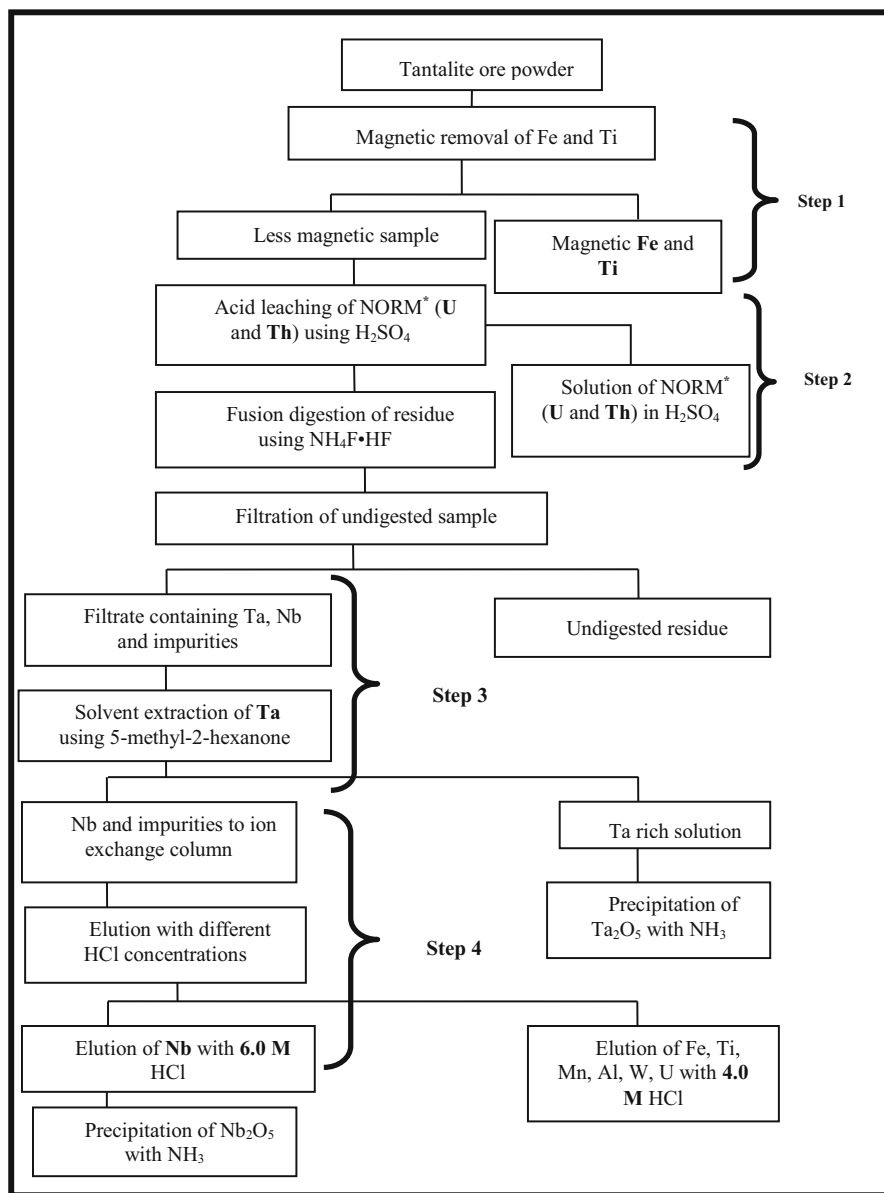 Tantalite ore powder
Magnetic removal of Fe and Ti
Step 1
Less magnetic sample
Magnetic Fe and
Ti
Acid leaching of NORM* (U
and Th) using H₂SO₄
Step 2
Solution of NORM*
(U and Th) in H₂SO₄
Fusion digestion of residue
using NH₄F•HF
Filtration of undigested sample
Filtrate containing Ta, Nb
and impurities
Undigested residue
Step 3
Solvent extraction of Ta
using 5-methyl-2-hexanone
Nb and impurities to ion
exchange column
Ta rich solution
Precipitation of
Ta₂O₅ with NH₃
Elution with different
HCl concentrations
Step 4
Elution of Nb with 6.0 M
HCl
Elution of Fe, Ti,
Mn, Al, W, U with 4.0
M HCl
Precipitation of Nb₂O₅
with NH₃